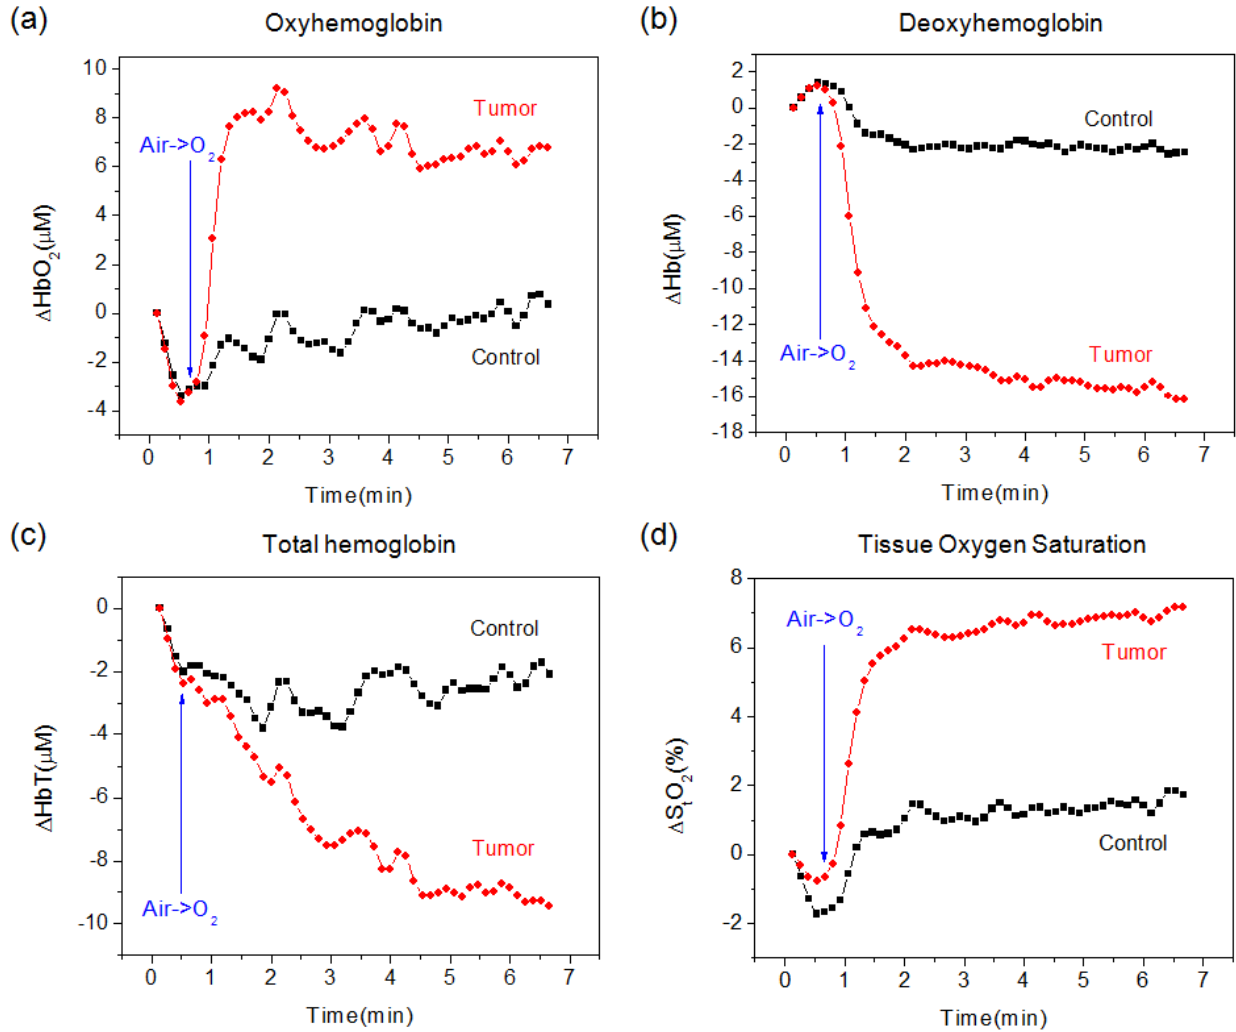 (a)
Oxyhemoglobin
10
8
6
4
2
0
-2
-4
ΔHbO2(μM)
Tumor
Air->O2
Control
0 1 2 3 4 5 6 7
Time(min)
(b)
Deoxyhemoglobin
2
0
-2
-4
-6
-8
-10
-12
-14
-16
-18
ΔHb(μM)
Control
Air->O2
Tumor
0 1 2 3 4 5 6 7
Time(min)
(c)
Total hemoglobin
0
-2
-4
-6
-8
-10
ΔHbT(μM)
Control
Tumor
Air->O2
0 1 2 3 4 5 6 7
Time(min)
(d)
Tissue Oxygen Saturation
8
6
4
2
0
-2
ΔStO2(%)
Air->O2
Tumor
Control
0 1 2 3 4 5 6 7
Time(min)